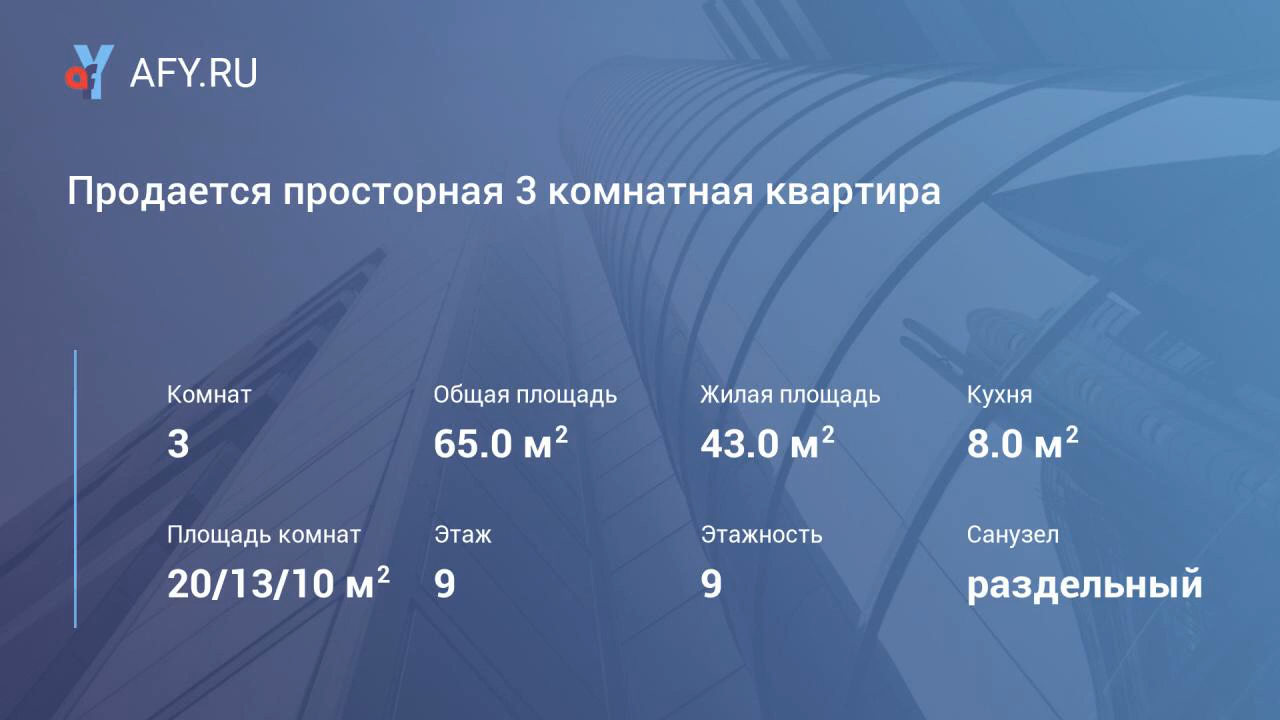 AFY.RU
Продается просторная 3 комнатная квартира
Комнат
3
Общая площадь
65.0 м²
Жилая площадь
43.0 м²
Кухня
8.0 м²
Площадь комнат
20/13/10 м²
Этаж
9
Этажность
9
Санузел
раздельный